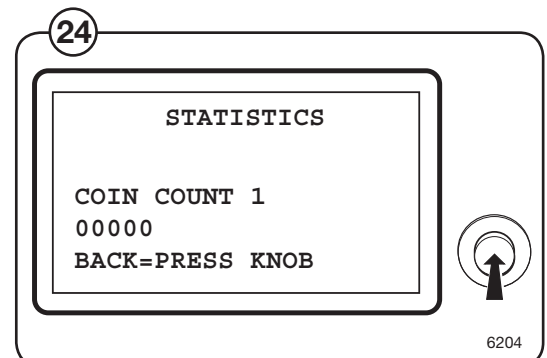 24
STATISTICS
COIN COUNT 1
00000
BACK=PRESS KNOB
6204